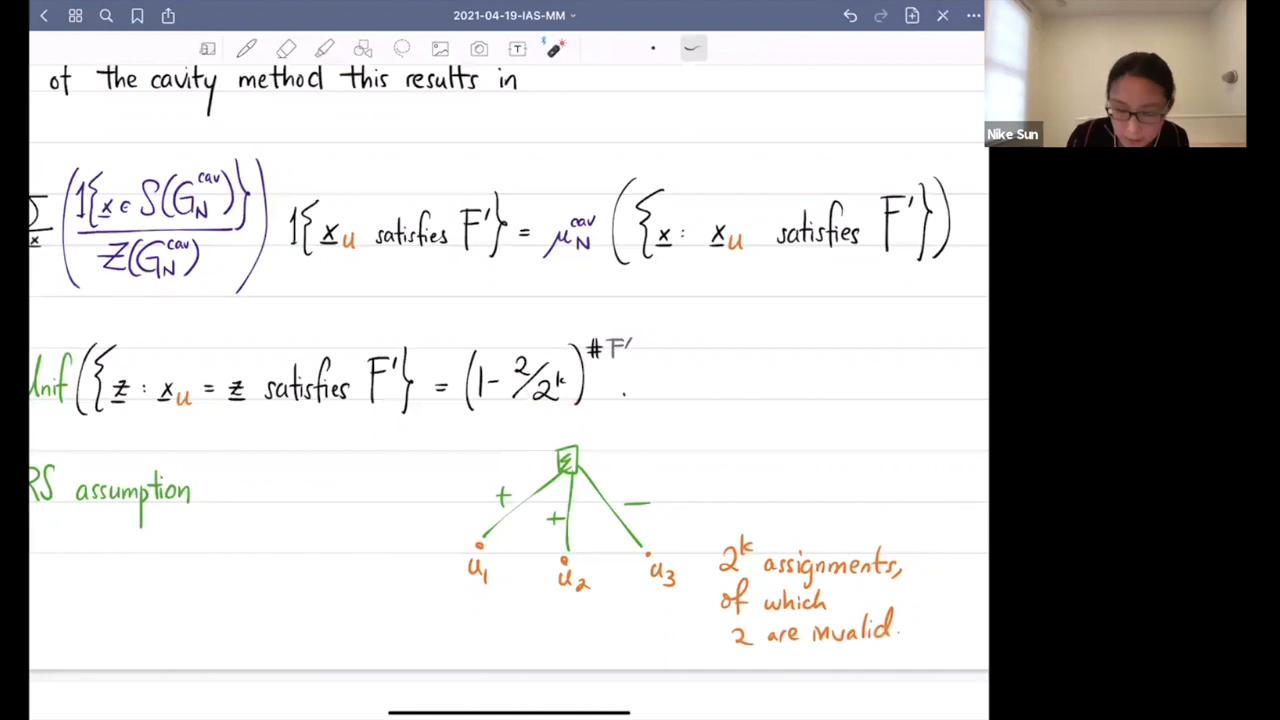 2021-04-19-IAS-MM
Nike Sun
of the cavity method this results in
∑_x ( 1{x ∈ S(G_N^cav)} / Z(G_N^cav) ) 1{x_u satisfies F'} = μ_N^cav ({x : x_u satisfies F'})
Unif ({z : x_u = z satisfies F'} = (1 - 2/2^k)^#F' .
RS assumption
+
+
−
u_1
u_2
u_3
2^k assignments,
of which
2 are invalid.